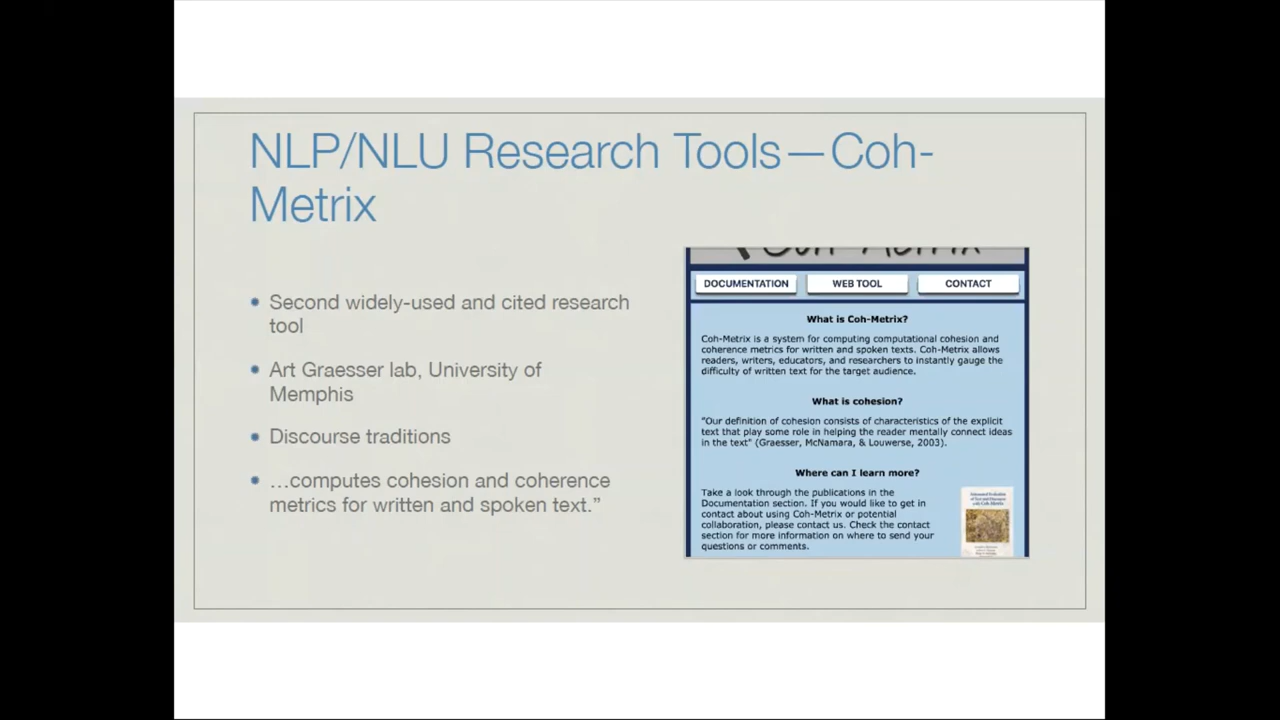 NLP/NLU Research Tools—Coh-
Metrix
• Second widely-used and cited research
tool
• Art Graesser lab, University of
Memphis
• Discourse traditions
• …computes cohesion and coherence
metrics for written and spoken text.”
DOCUMENTATION
WEB TOOL
CONTACT
What is Coh-Metrix?
Coh-Metrix is a system for computing computational cohesion and
coherence metrics for written and spoken texts. Coh-Metrix allows
readers, writers, educators, and researchers to instantly gauge the
difficulty of written text for the target audience.
What is cohesion?
"Our definition of cohesion consists of characteristics of the explicit
text that play some role in helping the reader mentally connect ideas
in the text" (Graesser, McNamara, & Louwerse, 2003).
Where can I learn more?
Take a look through the publications in the
Documentation section. If you would like to get in
contact about using Coh-Metrix or potential
collaboration, please contact us. Check the contact
section for more information on where to send your
questions or comments.